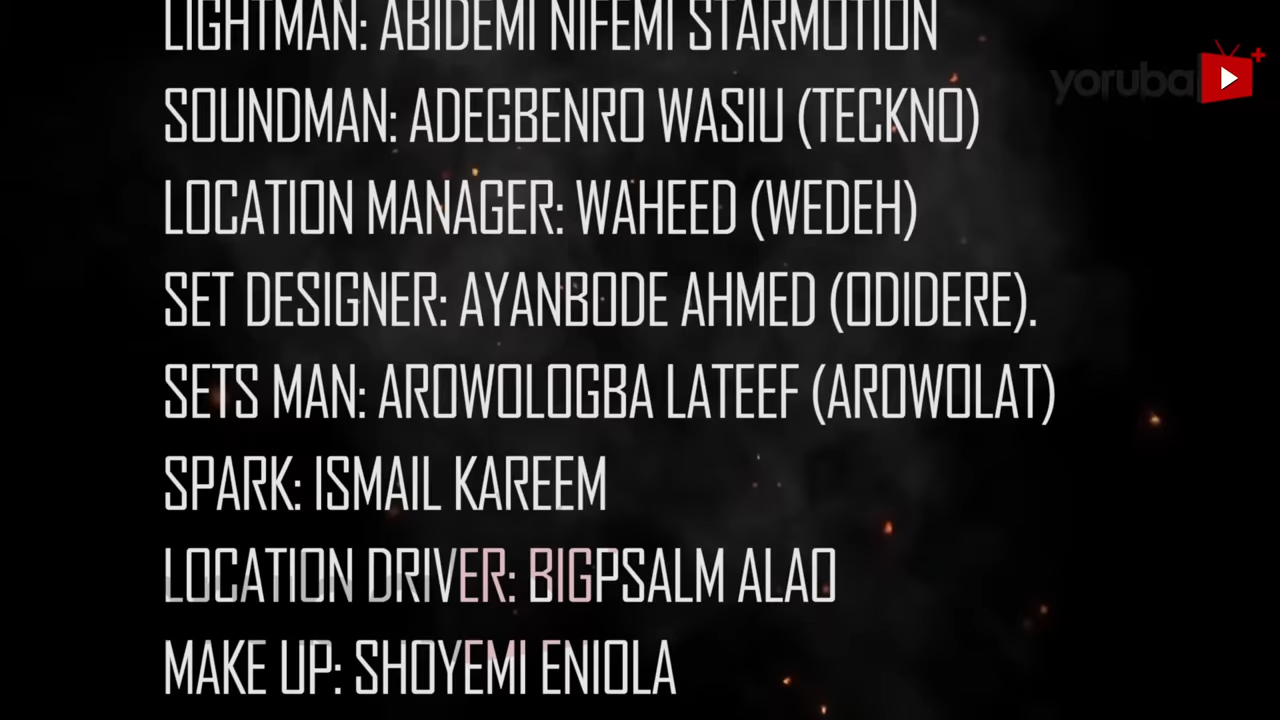 LIGHTMAN: ABIDEMI NIFEMI STARMOTION
yoruba
SOUNDMAN: ADEGBENRO WASIU (TECKNO)
LOCATION MANAGER: WAHEED (WEDEH)
SET DESIGNER: AYANBODE AHMED (ODIDERE).
SETS MAN: AROWOLOGBA LATEEF (AROWOLAT)
SPARK: ISMAIL KAREEM
LOCATION DRIVER: BIGPSALM ALAO
MAKE UP: SHOYEMI ENIOLA